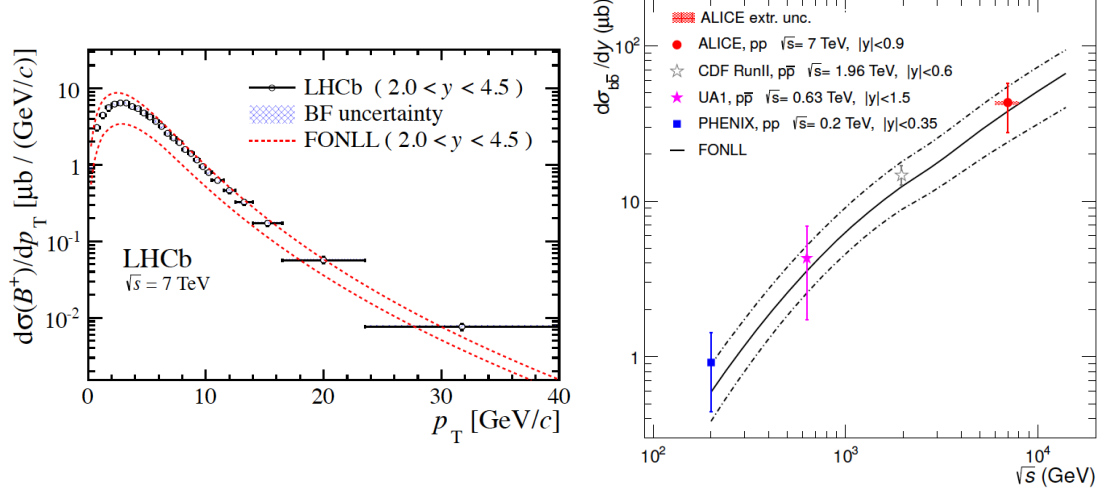 dσ(B⁺)/dp_T [μb / (GeV/c)]
10
1
10⁻¹
10⁻²
LHCb ( 2.0 < y < 4.5 )
BF uncertainty
FONLL ( 2.0 < y < 4.5 )
LHCb
√s = 7 TeV
0 10 20 30 40
p_T [GeV/c]
dσ_bb̄ /dy (μb)
10²
10
1
ALICE extr. unc.
ALICE, pp √s= 7 TeV, |y|<0.9
CDF RunII, pp̅ √s= 1.96 TeV, |y|<0.6
UA1, pp̅ √s= 0.63 TeV, |y|<1.5
PHENIX, pp √s= 0.2 TeV, |y|<0.35
FONLL
10² 10³ 10⁴
√s (GeV)